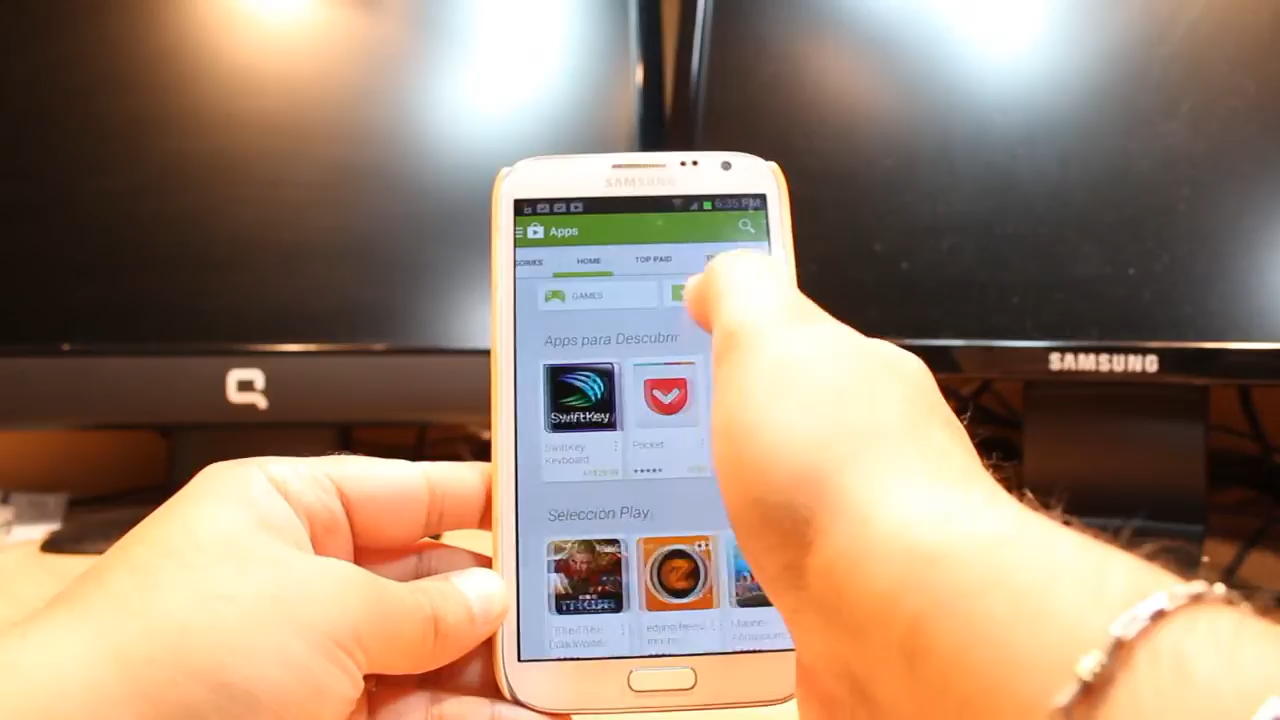 SAMSUNG
6:35 PM
Apps
GORIES HOME TOP PAID
GAMES
Apps para Descubrir
SwiftKey
SwiftKey Pocket
Keyboard
Selección Play
SAMSUNG